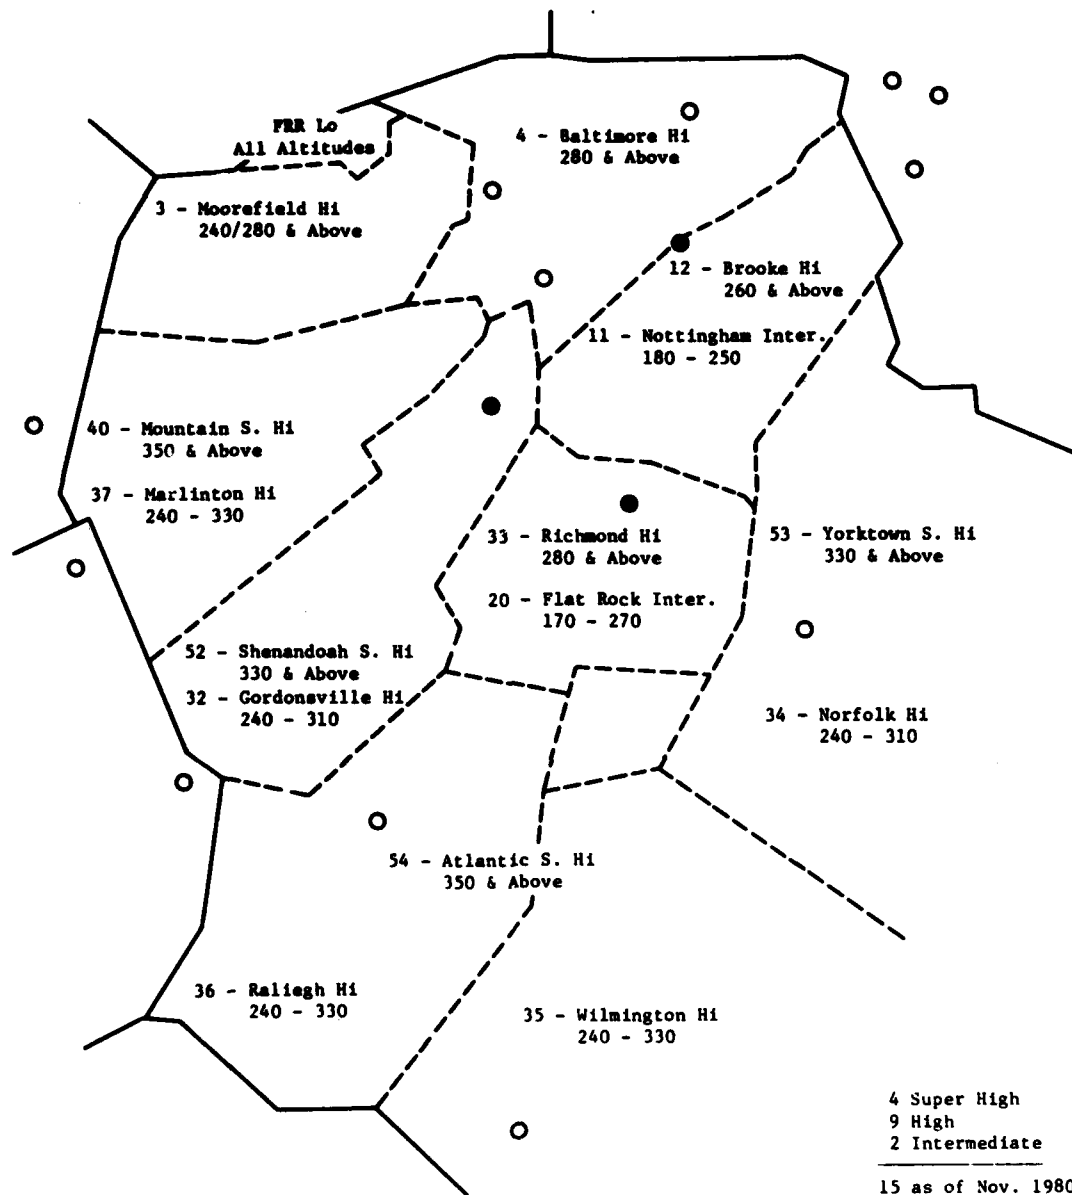 FRR Lo
All Altitudes
4 - Baltimore Hi
280 & Above
3 - Moorefield Hi
240/280 & Above
12 - Brooke Hi
260 & Above
11 - Nottingham Inter.
180 - 250
40 - Mountain S. Hi
350 & Above
37 - Marlinton Hi
240 - 330
33 - Richmond Hi
280 & Above
53 - Yorktown S. Hi
330 & Above
20 - Flat Rock Inter.
170 - 270
52 - Shenandoah S. Hi
330 & Above
32 - Gordonsville Hi
240 - 310
34 - Norfolk Hi
240 - 310
54 - Atlantic S. Hi
350 & Above
36 - Raliegh Hi
240 - 330
35 - Wilmington Hi
240 - 330
4 Super High
9 High
2 Intermediate
15 as of Nov. 1980